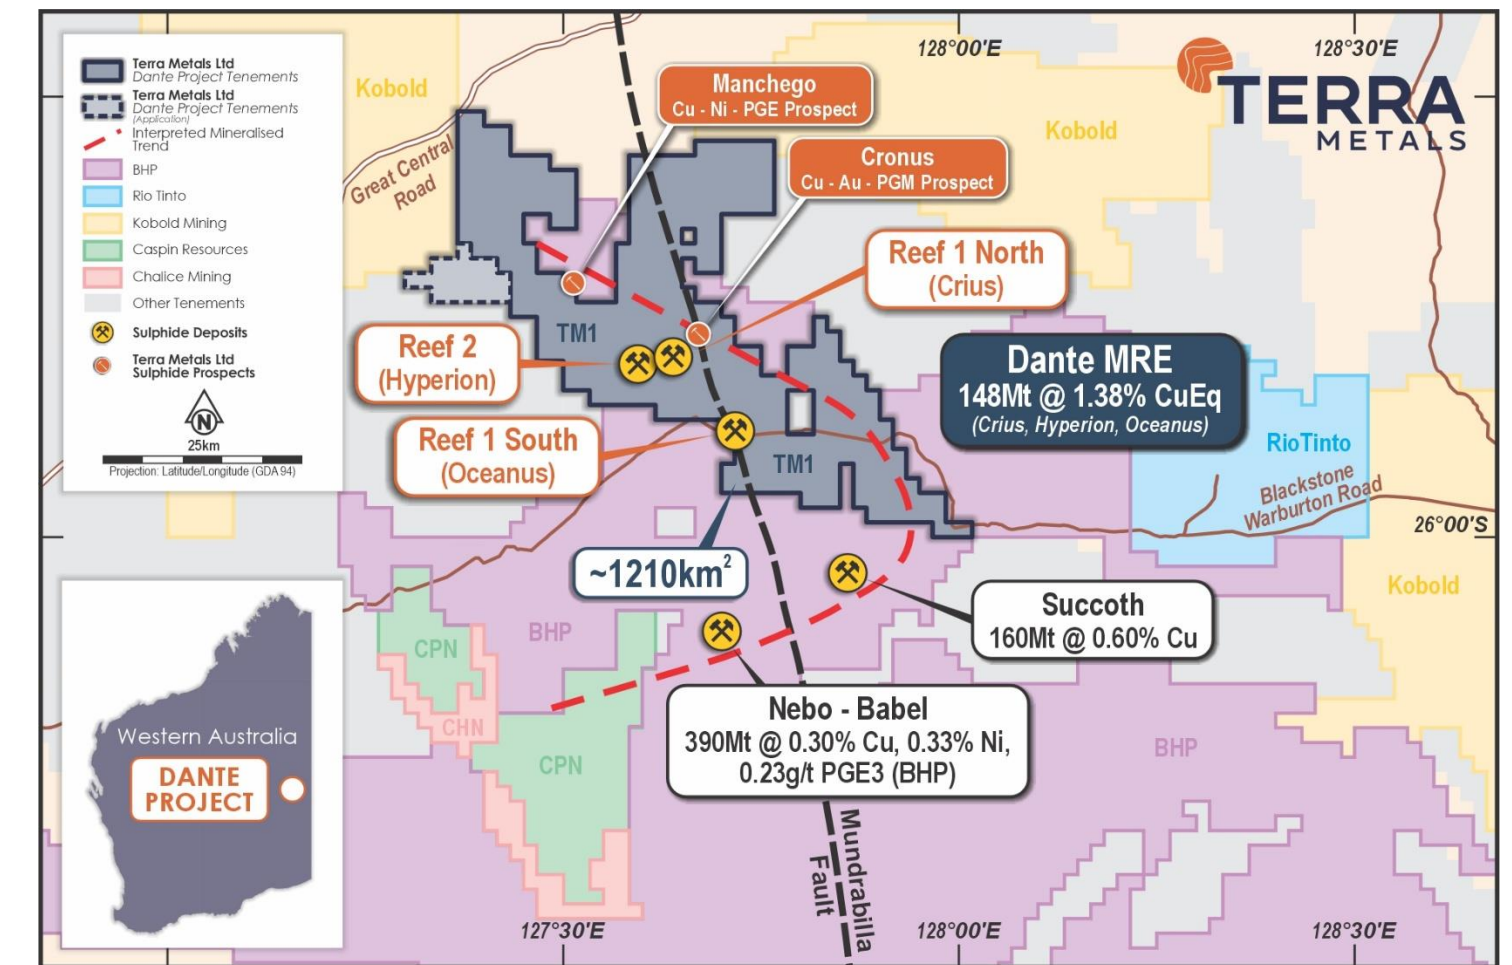 Terra Metals Ltd
Dante Project Tenements
Terra Metals Ltd
Dante Project Tenements
(Application)
Interpreted Mineralised
Trend
BHP
Rio Tinto
Kobold Mining
Caspin Resources
Chalice Mining
Other Tenements
Sulphide Deposits
Terra Metals Ltd
Sulphide Prospects
N
25km
Projection: Latitude/Longitude (GDA 94)
128°00'E
128°30'E
TERRA
METALS
Kobold
Kobold
Great Central
Road
Manchego
Cu - Ni - PGE Prospect
Cronus
Cu - Au - PGM Prospect
Reef 1 North
(Crius)
TM1
Reef 2
(Hyperion)
Dante MRE
148Mt @ 1.38% CuEq
(Crius, Hyperion, Oceanus)
Reef 1 South
(Oceanus)
TM1
RioTinto
Blackstone
Warburton Road
26°00'S
~1210km²
Kobold
Succoth
160Mt @ 0.60% Cu
BHP
CPN
CHN
CPN
Nebo - Babel
390Mt @ 0.30% Cu, 0.33% Ni,
0.23g/t PGE3 (BHP)
BHP
Mundrabilla
Fault
Western Australia
DANTE
PROJECT
127°30'E
128°00'E
128°30'E